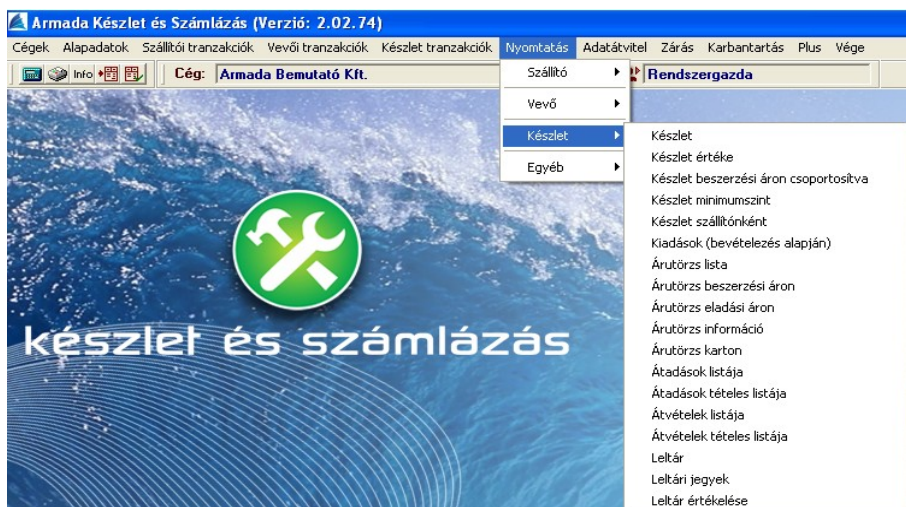 Armada Készlet és Számlázás (Verzió: 2.02.74)
Cégek Alapadatok Szállítói tranzakciók Vevői tranzakciók Készlet tranzakciók Nyomtatás Adatátvitel Zárás Karbantartás Plus Vége
Info Cég: Armada Bemutató Kft. Rendszergazda
Szállító
Vevő
Készlet
Egyéb
Készlet
Készlet értéke
Készlet beszerzési áron csoportosítva
Készlet minimumszint
Készlet szállítónként
Kiadások (bevételezés alapján)
Árutörzs lista
Árutörzs beszerzési áron
Árutörzs eladási áron
Árutörzs információ
Árutörzs karton
Átadások listája
Átadások tételes listája
Átvételek listája
Átvételek tételes listája
Leltár
Leltári jegyek
Leltár értékelése
készlet és számlázás